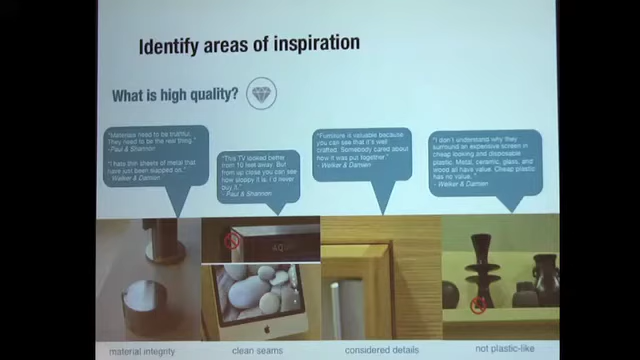 Identify areas of inspiration
What is high quality?
"Materials need to be truthful.
They need to be the real thing."
-Paul & Shannon
"I hate thin sheets of metal that
have just been slapped on."
- Walker & Damien
"This TV looked better
from 10 feet away. But
from up close you can see
how sloppy it is. I'd never
buy it."
- Paul & Shannon
"Furniture is valuable because
you can see that it's well
crafted. Somebody cared about
how it was put together."
- Walker & Damien
"I don't understand why they
surround an expensive screen in
cheap looking and disposable
plastic. Metal, ceramic, glass, and
wood all have value. Cheap plastic
has no value."
- Walker & Damien
material integrity
clean seams
considered details
not plastic-like